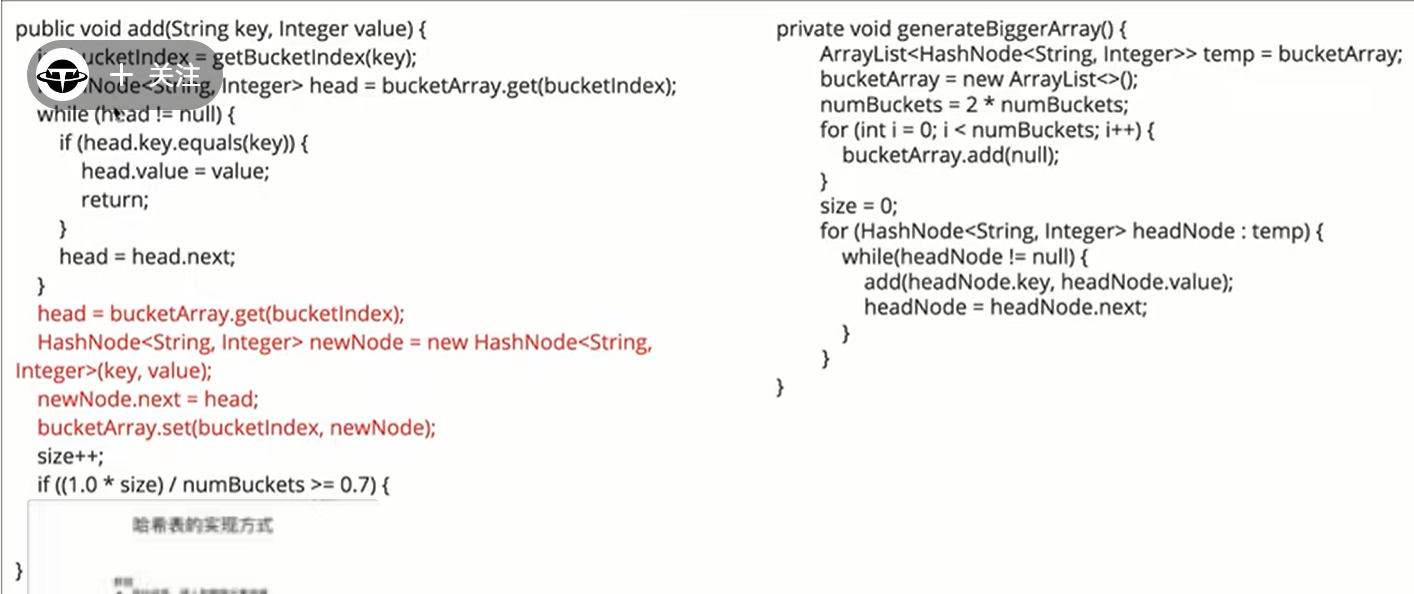 public void add(String key, Integer value) {
bucketIndex = getBucketIndex(key);
Node<String, Integer> head = bucketArray.get(bucketIndex);
+ 关注
while (head != null) {
if (head.key.equals(key)) {
head.value = value;
return;
}
head = head.next;
}
head = bucketArray.get(bucketIndex);
HashNode<String, Integer> newNode = new HashNode<String,
Integer>(key, value);
newNode.next = head;
bucketArray.set(bucketIndex, newNode);
size++;
if ((1.0 * size) / numBuckets >= 0.7) {
哈希表的实现方式
}
private void generateBiggerArray() {
ArrayList<HashNode<String, Integer>> temp = bucketArray;
bucketArray = new ArrayList<>();
numBuckets = 2 * numBuckets;
for (int i = 0; i < numBuckets; i++) {
bucketArray.add(null);
}
size = 0;
for (HashNode<String, Integer> headNode : temp) {
while(headNode != null) {
add(headNode.key, headNode.value);
headNode = headNode.next;
}
}
}